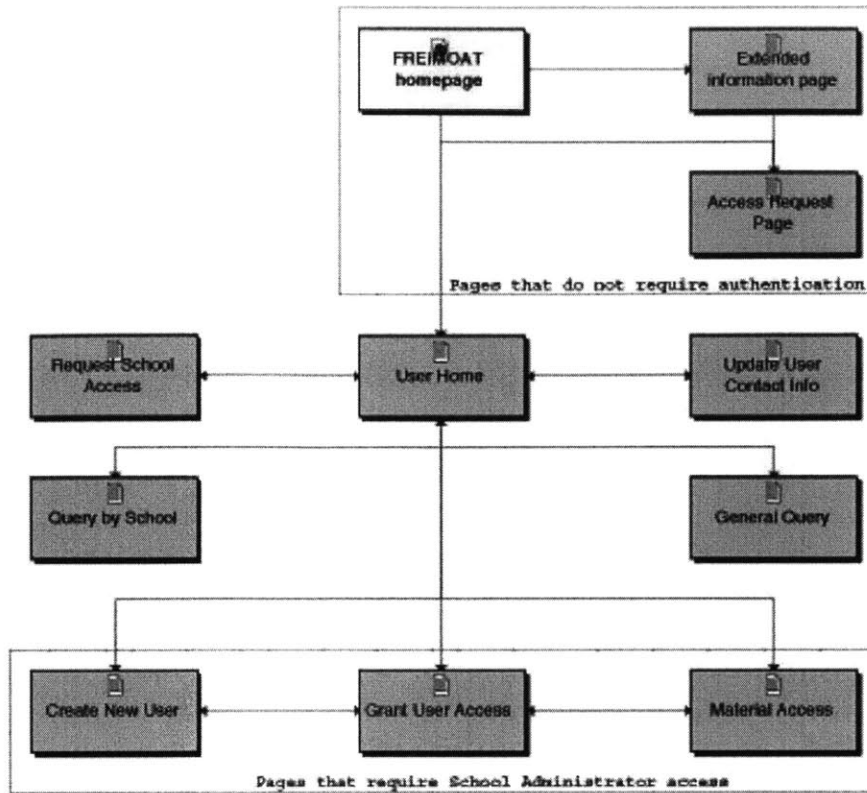 FREIMOAT
homepage
Extended
information page
Access Request
Page
Pages that do not require authentication
Request School
Access
User Home
Update User
Contact Info
Query by School
General Query
Create New User
Grant User Access
Material Access
Pages that require School Administrator access